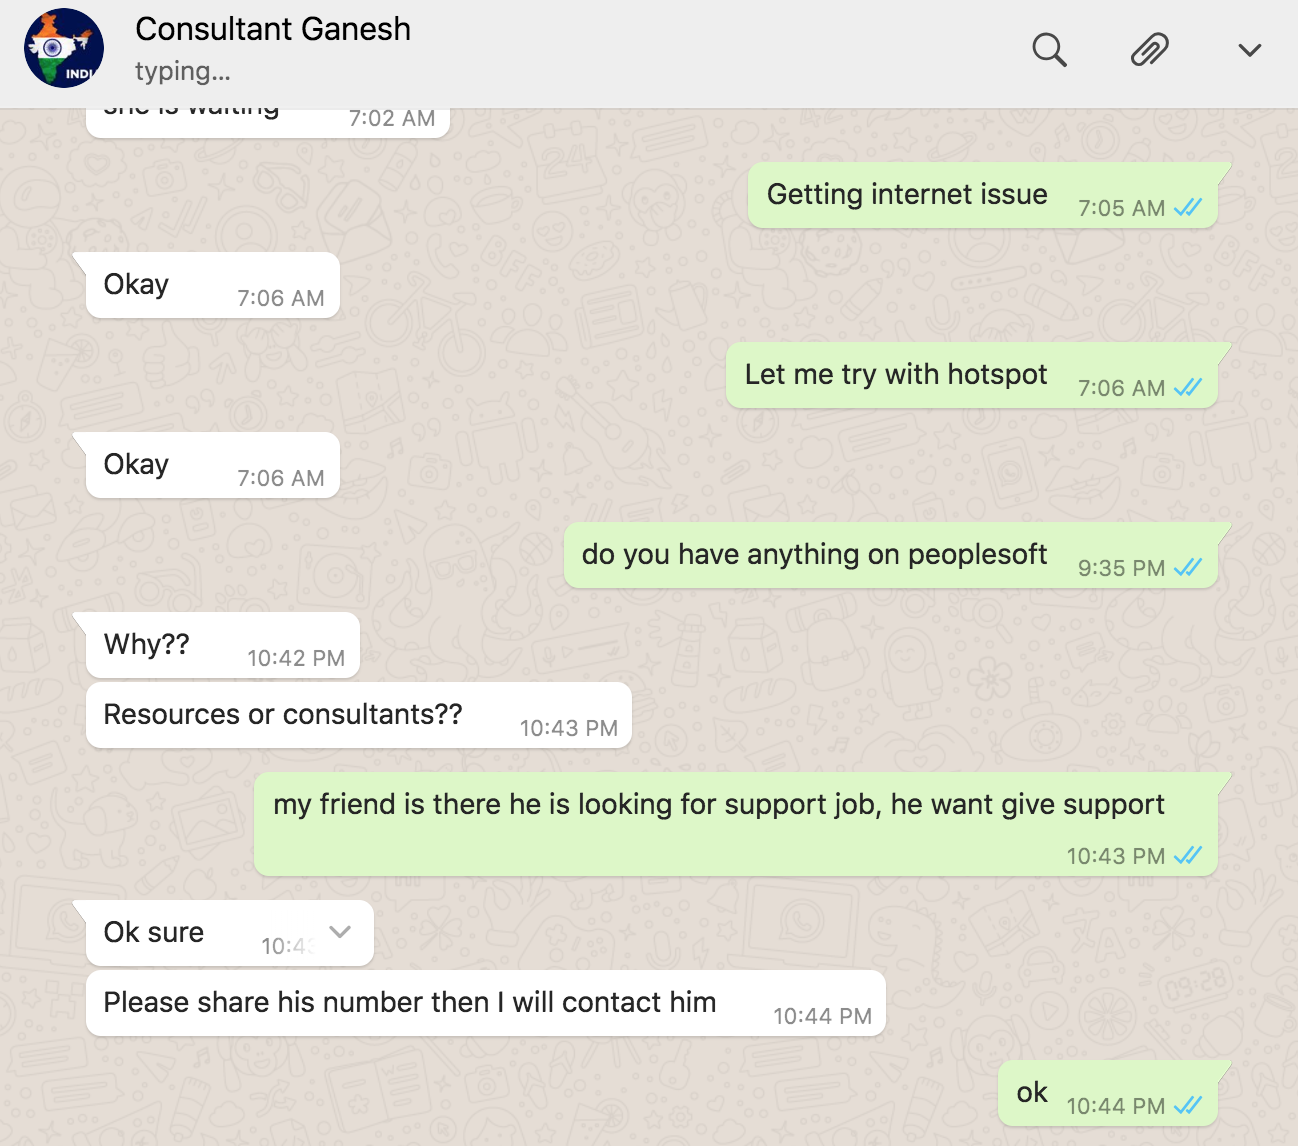 Consultant Ganesh
typing...
INDI
she is waiting 7:02 AM
Getting internet issue 7:05 AM
Okay 7:06 AM
Let me try with hotspot 7:06 AM
Okay 7:06 AM
do you have anything on peoplesoft 9:35 PM
Why?? 10:42 PM
Resources or consultants?? 10:43 PM
my friend is there he is looking for support job, he want give support
10:43 PM
Ok sure 10:43
Please share his number then I will contact him 10:44 PM
ok 10:44 PM